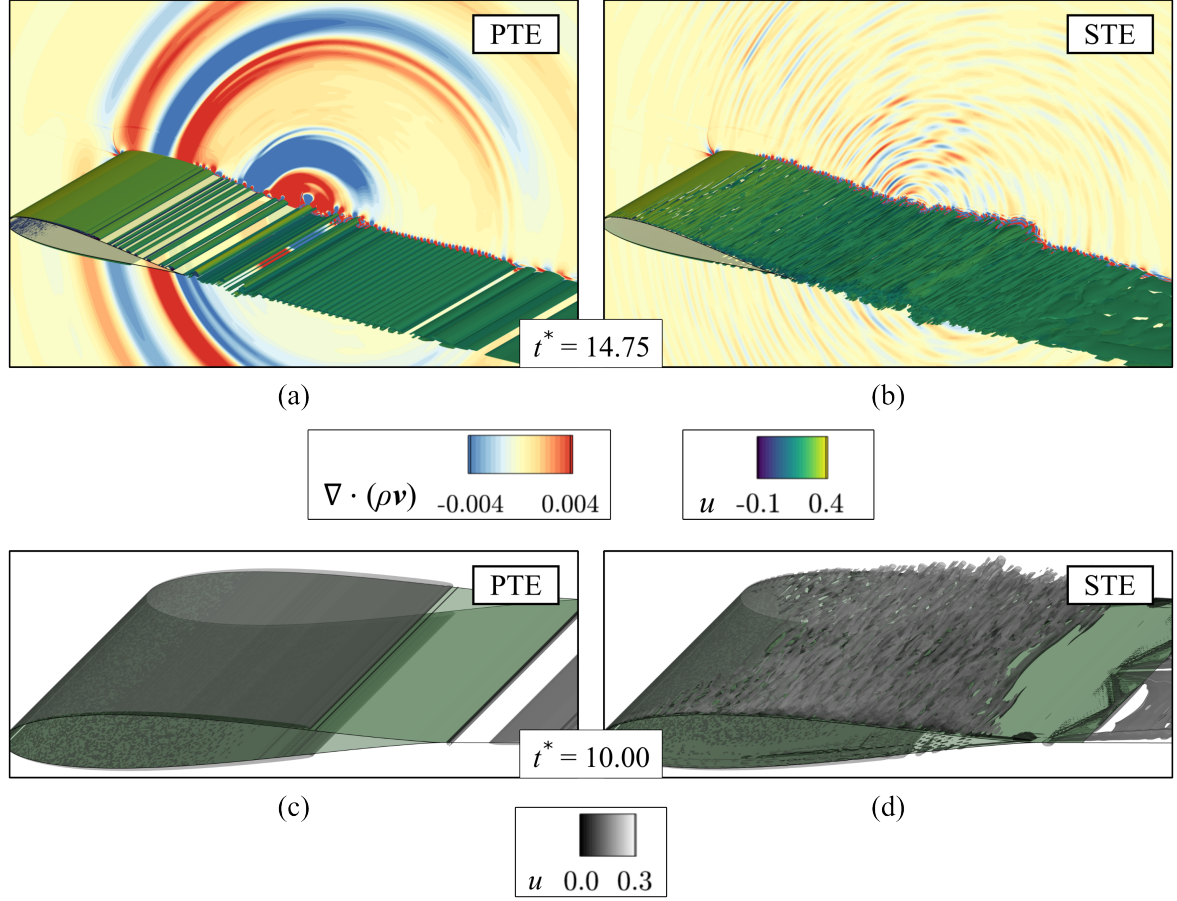 PTE
STE
t* = 14.75
(a)
(b)
∇ · (ρv)
-0.004
0.004
u
-0.1
0.4
PTE
STE
t* = 10.00
(c)
(d)
u
0.0
0.3